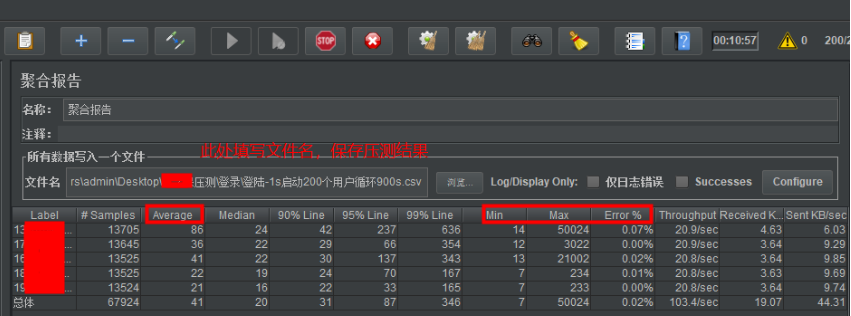 STOP
00:10:57
0
200/2
聚合报告
名称: 聚合报告
注释:
此处填写文件名，保存压测结果
所有数据写入一个文件
文件名 rs\admin\Desktop\ 压测\登录\登陆-1s启动200个用户循环900s.csv 浏览... Log/Display Only: 仅日志错误 Successes Configure
Label # Samples Average Median 90% Line 95% Line 99% Line Min Max Error % Throughput Received K... Sent KB/sec
13 ... 13705 86 24 42 237 636 14 50024 0.07% 20.9/sec 4.63 6.03
17 ... 13645 36 22 29 66 354 12 3022 0.00% 20.9/sec 3.64 9.29
16 ... 13525 41 22 30 137 343 13 21002 0.02% 20.8/sec 3.64 9.85
18 ... 13525 22 19 24 70 167 7 234 0.01% 20.8/sec 3.63 9.69
19 ... 13524 21 16 22 33 165 7 233 0.00% 20.8/sec 3.64 9.74
总体 67924 41 20 31 87 346 7 50024 0.02% 103.4/sec 19.07 44.31